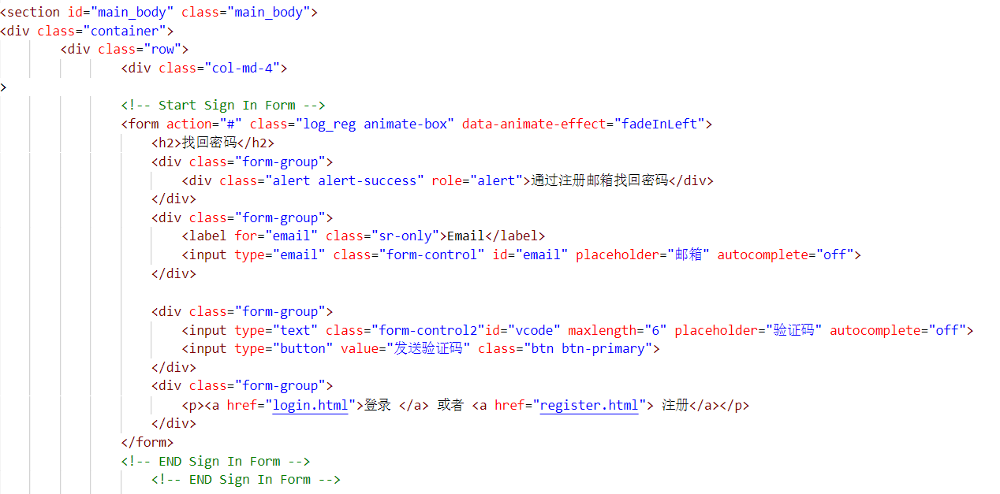 <section id="main_body" class="main_body">
<div class="container">
<div class="row">
<div class="col-md-4">
>
<!-- Start Sign In Form -->
<form action="#" class="log_reg animate-box" data-animate-effect="fadeInLeft">
<h2>找回密码</h2>
<div class="form-group">
<div class="alert alert-success" role="alert">通过注册邮箱找回密码</div>
</div>
<div class="form-group">
<label for="email" class="sr-only">Email</label>
<input type="email" class="form-control" id="email" placeholder="邮箱" autocomplete="off">
</div>
<div class="form-group">
<input type="text" class="form-control2"id="vcode" maxlength="6" placeholder="验证码" autocomplete="off">
<input type="button" value="发送验证码" class="btn btn-primary">
</div>
<div class="form-group">
<p><a href="login.html">登录 </a> 或者 <a href="register.html"> 注册</a></p>
</div>
</form>
<!-- END Sign In Form -->
<!-- END Sign In Form -->